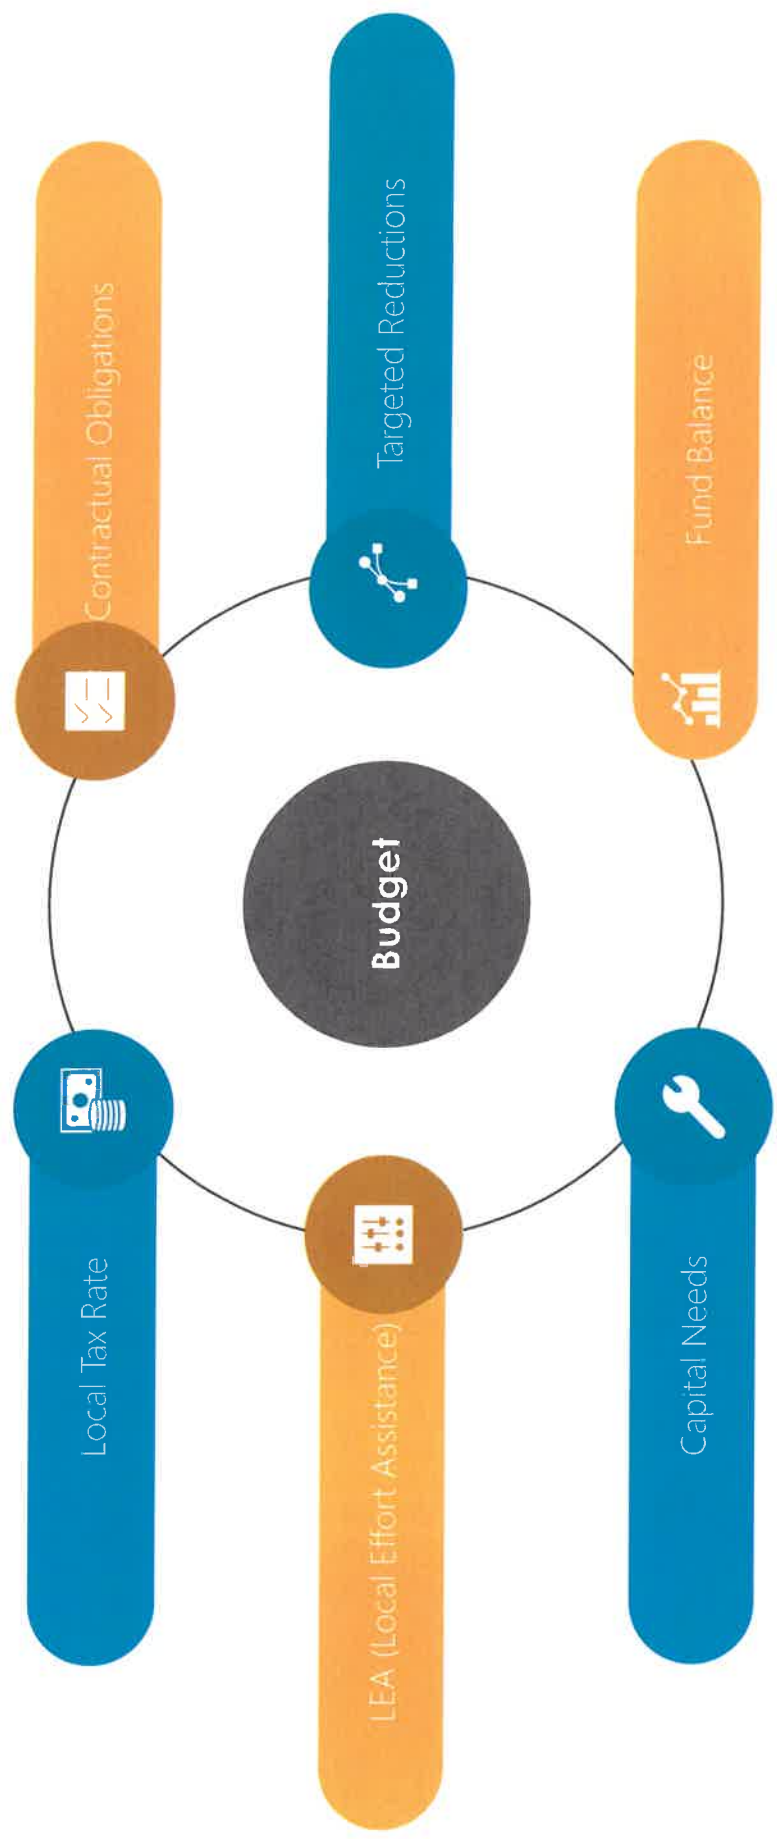 Local Tax Rate
Contractual Obligations
LEA (Local Effort Assistance)
Budget
Targeted Reductions
Capital Needs
Fund Balance